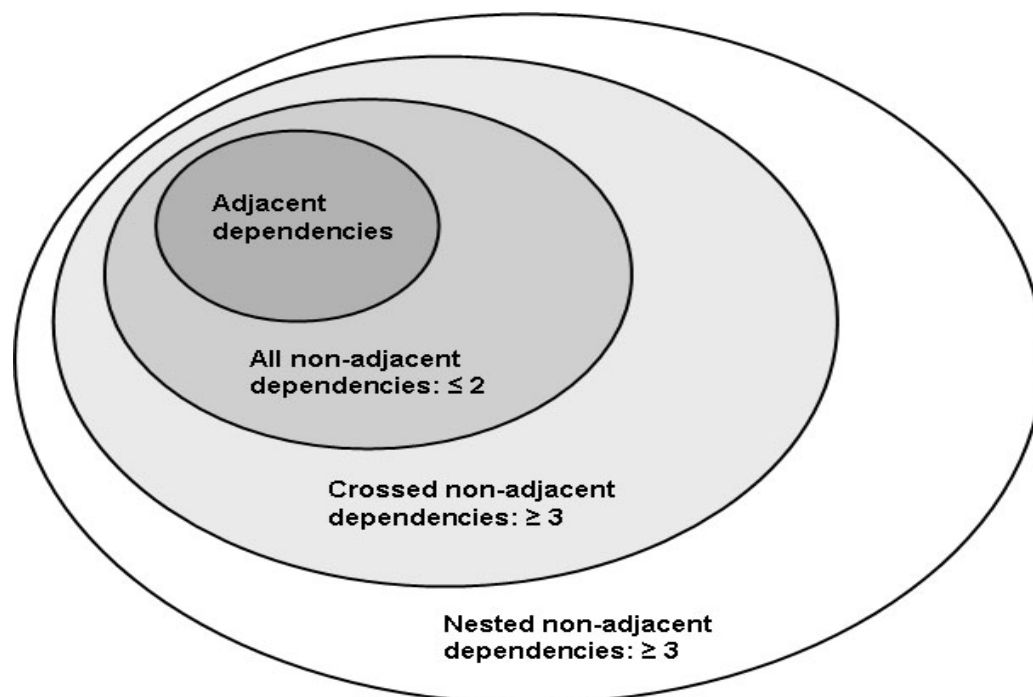 Adjacent
dependencies
All non-adjacent
dependencies: ≤ 2
Crossed non-adjacent
dependencies: ≥ 3
Nested non-adjacent
dependencies: ≥ 3